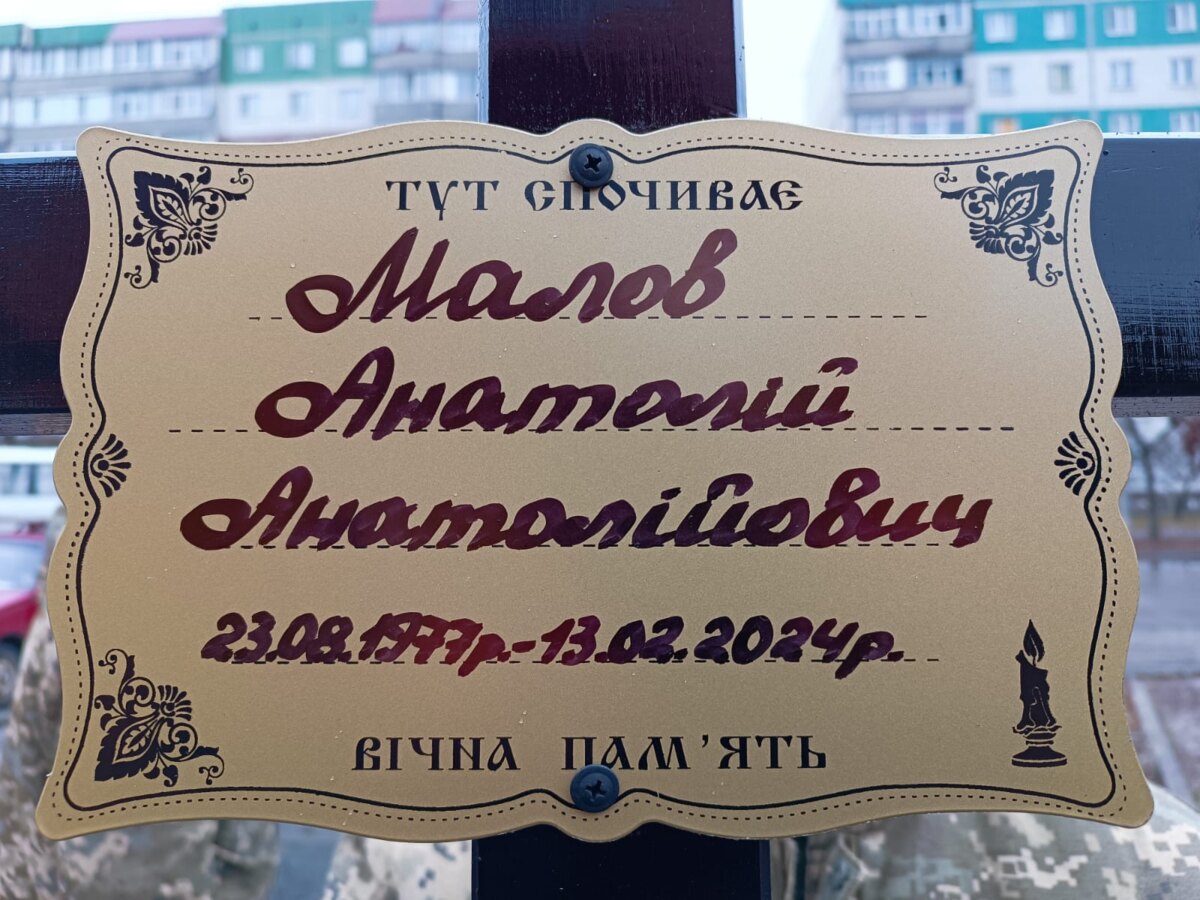 ТУТ СПОЧИВАЄ
Малов
Анатолій
Анатолійович
23.08.1977р.-13.02.2024р.
ВІЧНА ПАМ'ЯТЬ